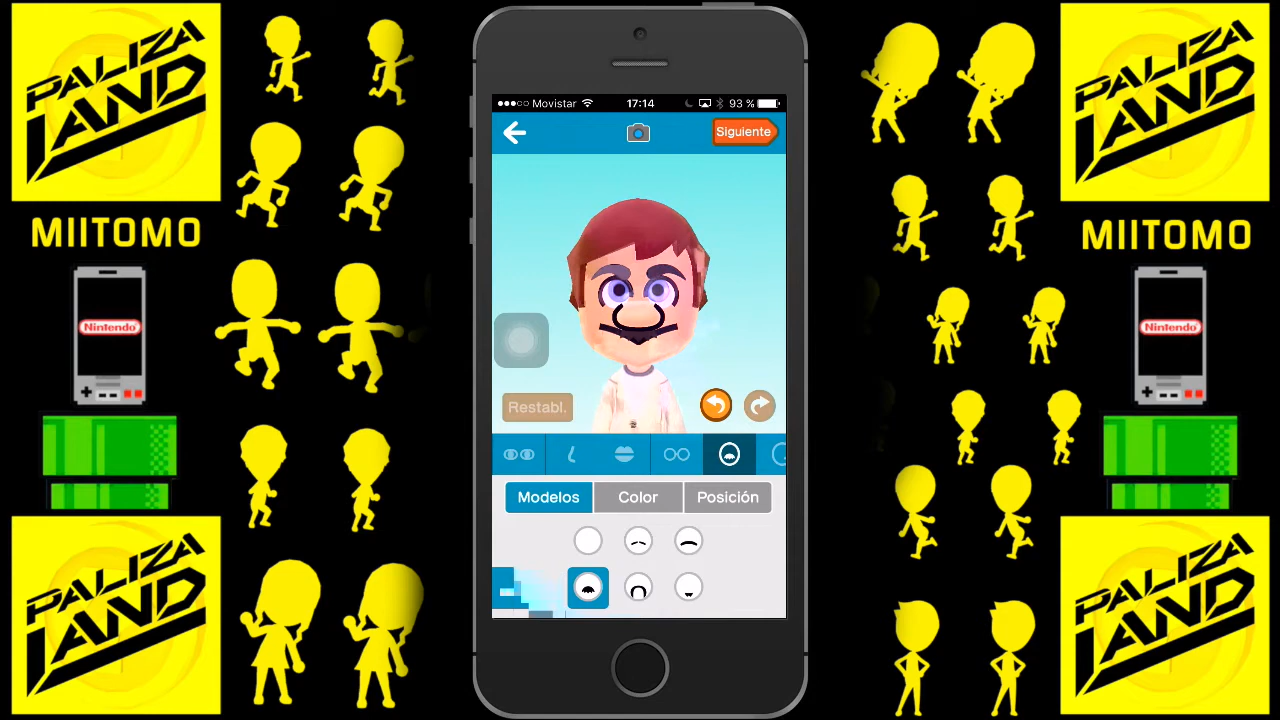 PALIZA
LAND
MIITOMO
Nintendo
PALIZA
LAND
Movistar 17:14 93 %
Siguiente
Restabl.
Modelos Color Posición
PALIZA
LAND
MIITOMO
Nintendo
PALIZA
LAND